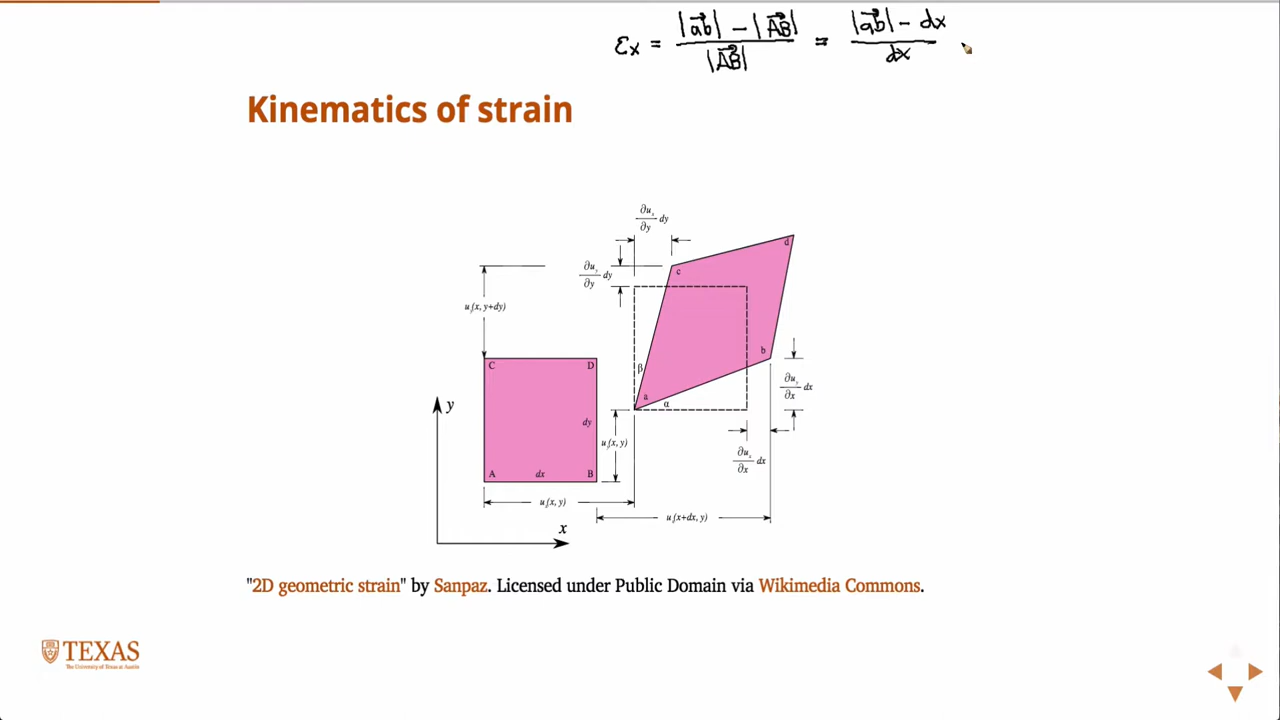 εx = |ab⃗| - |AB⃗| / |AB⃗| = |ab⃗| - dx / dx
Kinematics of strain
∂uₓ/∂y dy
∂uᵧ/∂y dy
c
d
uᵧ(x, y+dy)
b
C
D
β
∂uᵧ/∂x dx
a
α
y
dy
uᵧ(x, y)
∂uₓ/∂x dx
A
dx
B
uₓ(x, y)
uₓ(x+dx, y)
x
"2D geometric strain" by Sanpaz. Licensed under Public Domain via Wikimedia Commons.
TEXAS
The University of Texas at Austin